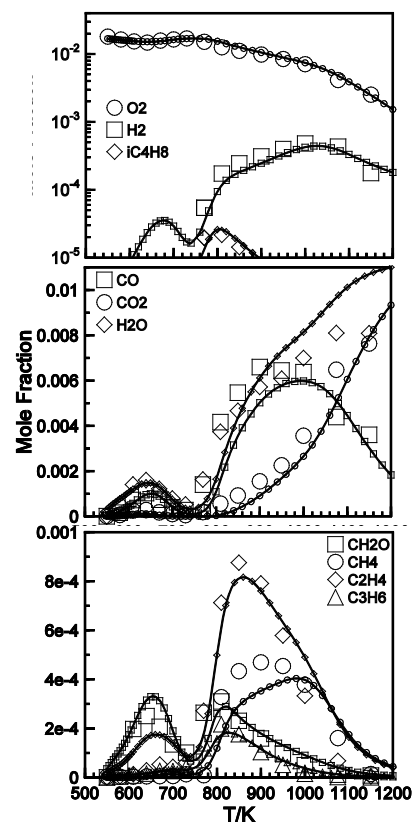 10^-2
10^-3
10^-4
10^-5
O2
H2
iC4H8
Mole Fraction
0.01
0.008
0.006
0.004
0.002
0
CO
CO2
H2O
0.001
8e-4
6e-4
4e-4
2e-4
0
CH2O
CH4
C2H4
C3H6
500 600 700 800 900 1000 1100 1200
T/K